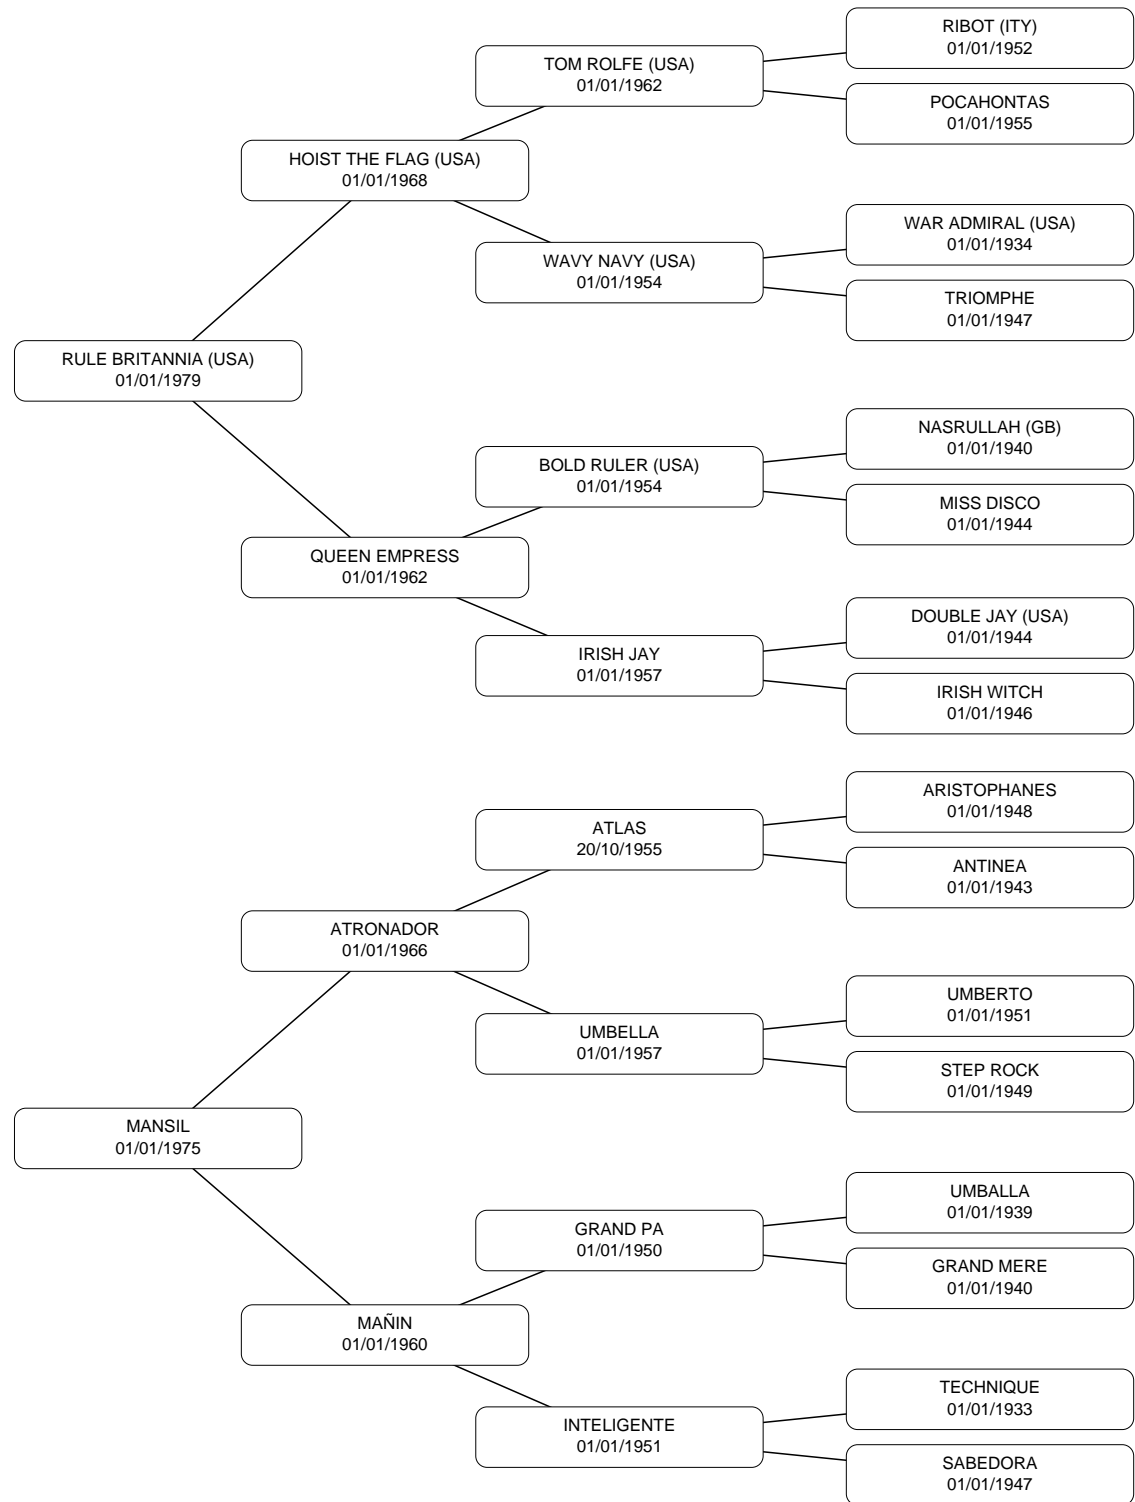 RIBOT (ITY)
01/01/1952
TOM ROLFE (USA)
01/01/1962
POCAHONTAS
01/01/1955
HOIST THE FLAG (USA)
01/01/1968
WAR ADMIRAL (USA)
01/01/1934
WAVY NAVY (USA)
01/01/1954
TRIOMPHE
01/01/1947
RULE BRITANNIA (USA)
01/01/1979
NASRULLAH (GB)
01/01/1940
BOLD RULER (USA)
01/01/1954
MISS DISCO
01/01/1944
QUEEN EMPRESS
01/01/1962
DOUBLE JAY (USA)
01/01/1944
IRISH JAY
01/01/1957
IRISH WITCH
01/01/1946
ARISTOPHANES
01/01/1948
ATLAS
20/10/1955
ANTINEA
01/01/1943
ATRONADOR
01/01/1966
UMBERTO
01/01/1951
UMBELLA
01/01/1957
STEP ROCK
01/01/1949
MANSIL
01/01/1975
UMBALLA
01/01/1939
GRAND PA
01/01/1950
GRAND MERE
01/01/1940
MAÑIN
01/01/1960
TECHNIQUE
01/01/1933
INTELIGENTE
01/01/1951
SABEDORA
01/01/1947